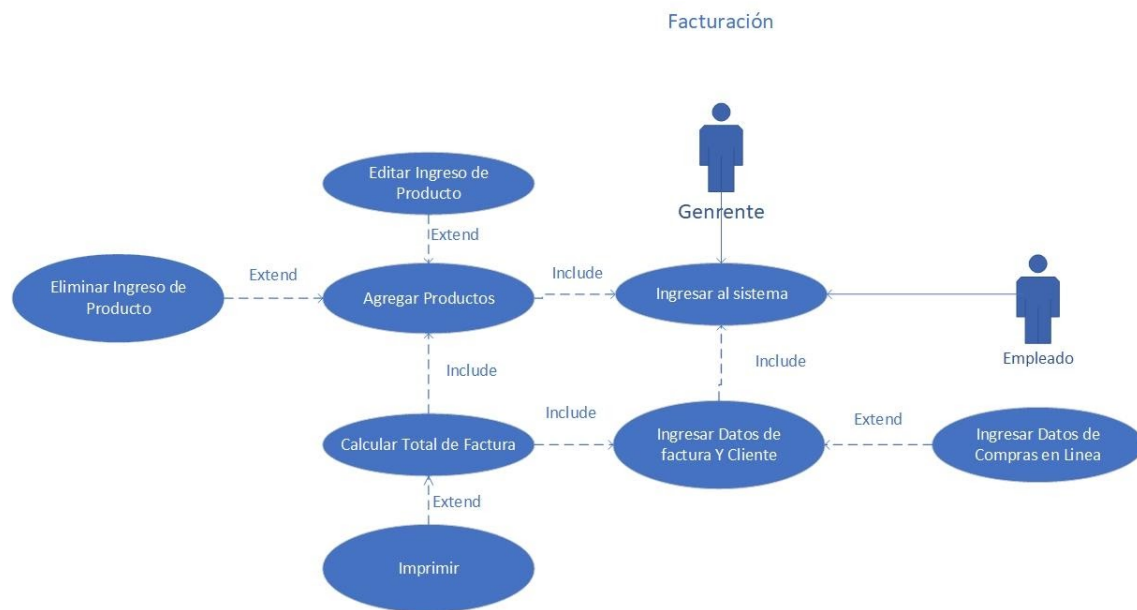 Facturación
Editar Ingreso de
Producto
Genrente
Extend
Eliminar Ingreso de
Producto
Extend
Agregar Productos
Include
Ingresar al sistema
Empleado
Include
Include
Calcular Total de Factura
Include
Ingresar Datos de
factura Y Cliente
Extend
Ingresar Datos de
Compras en Linea
Extend
Imprimir